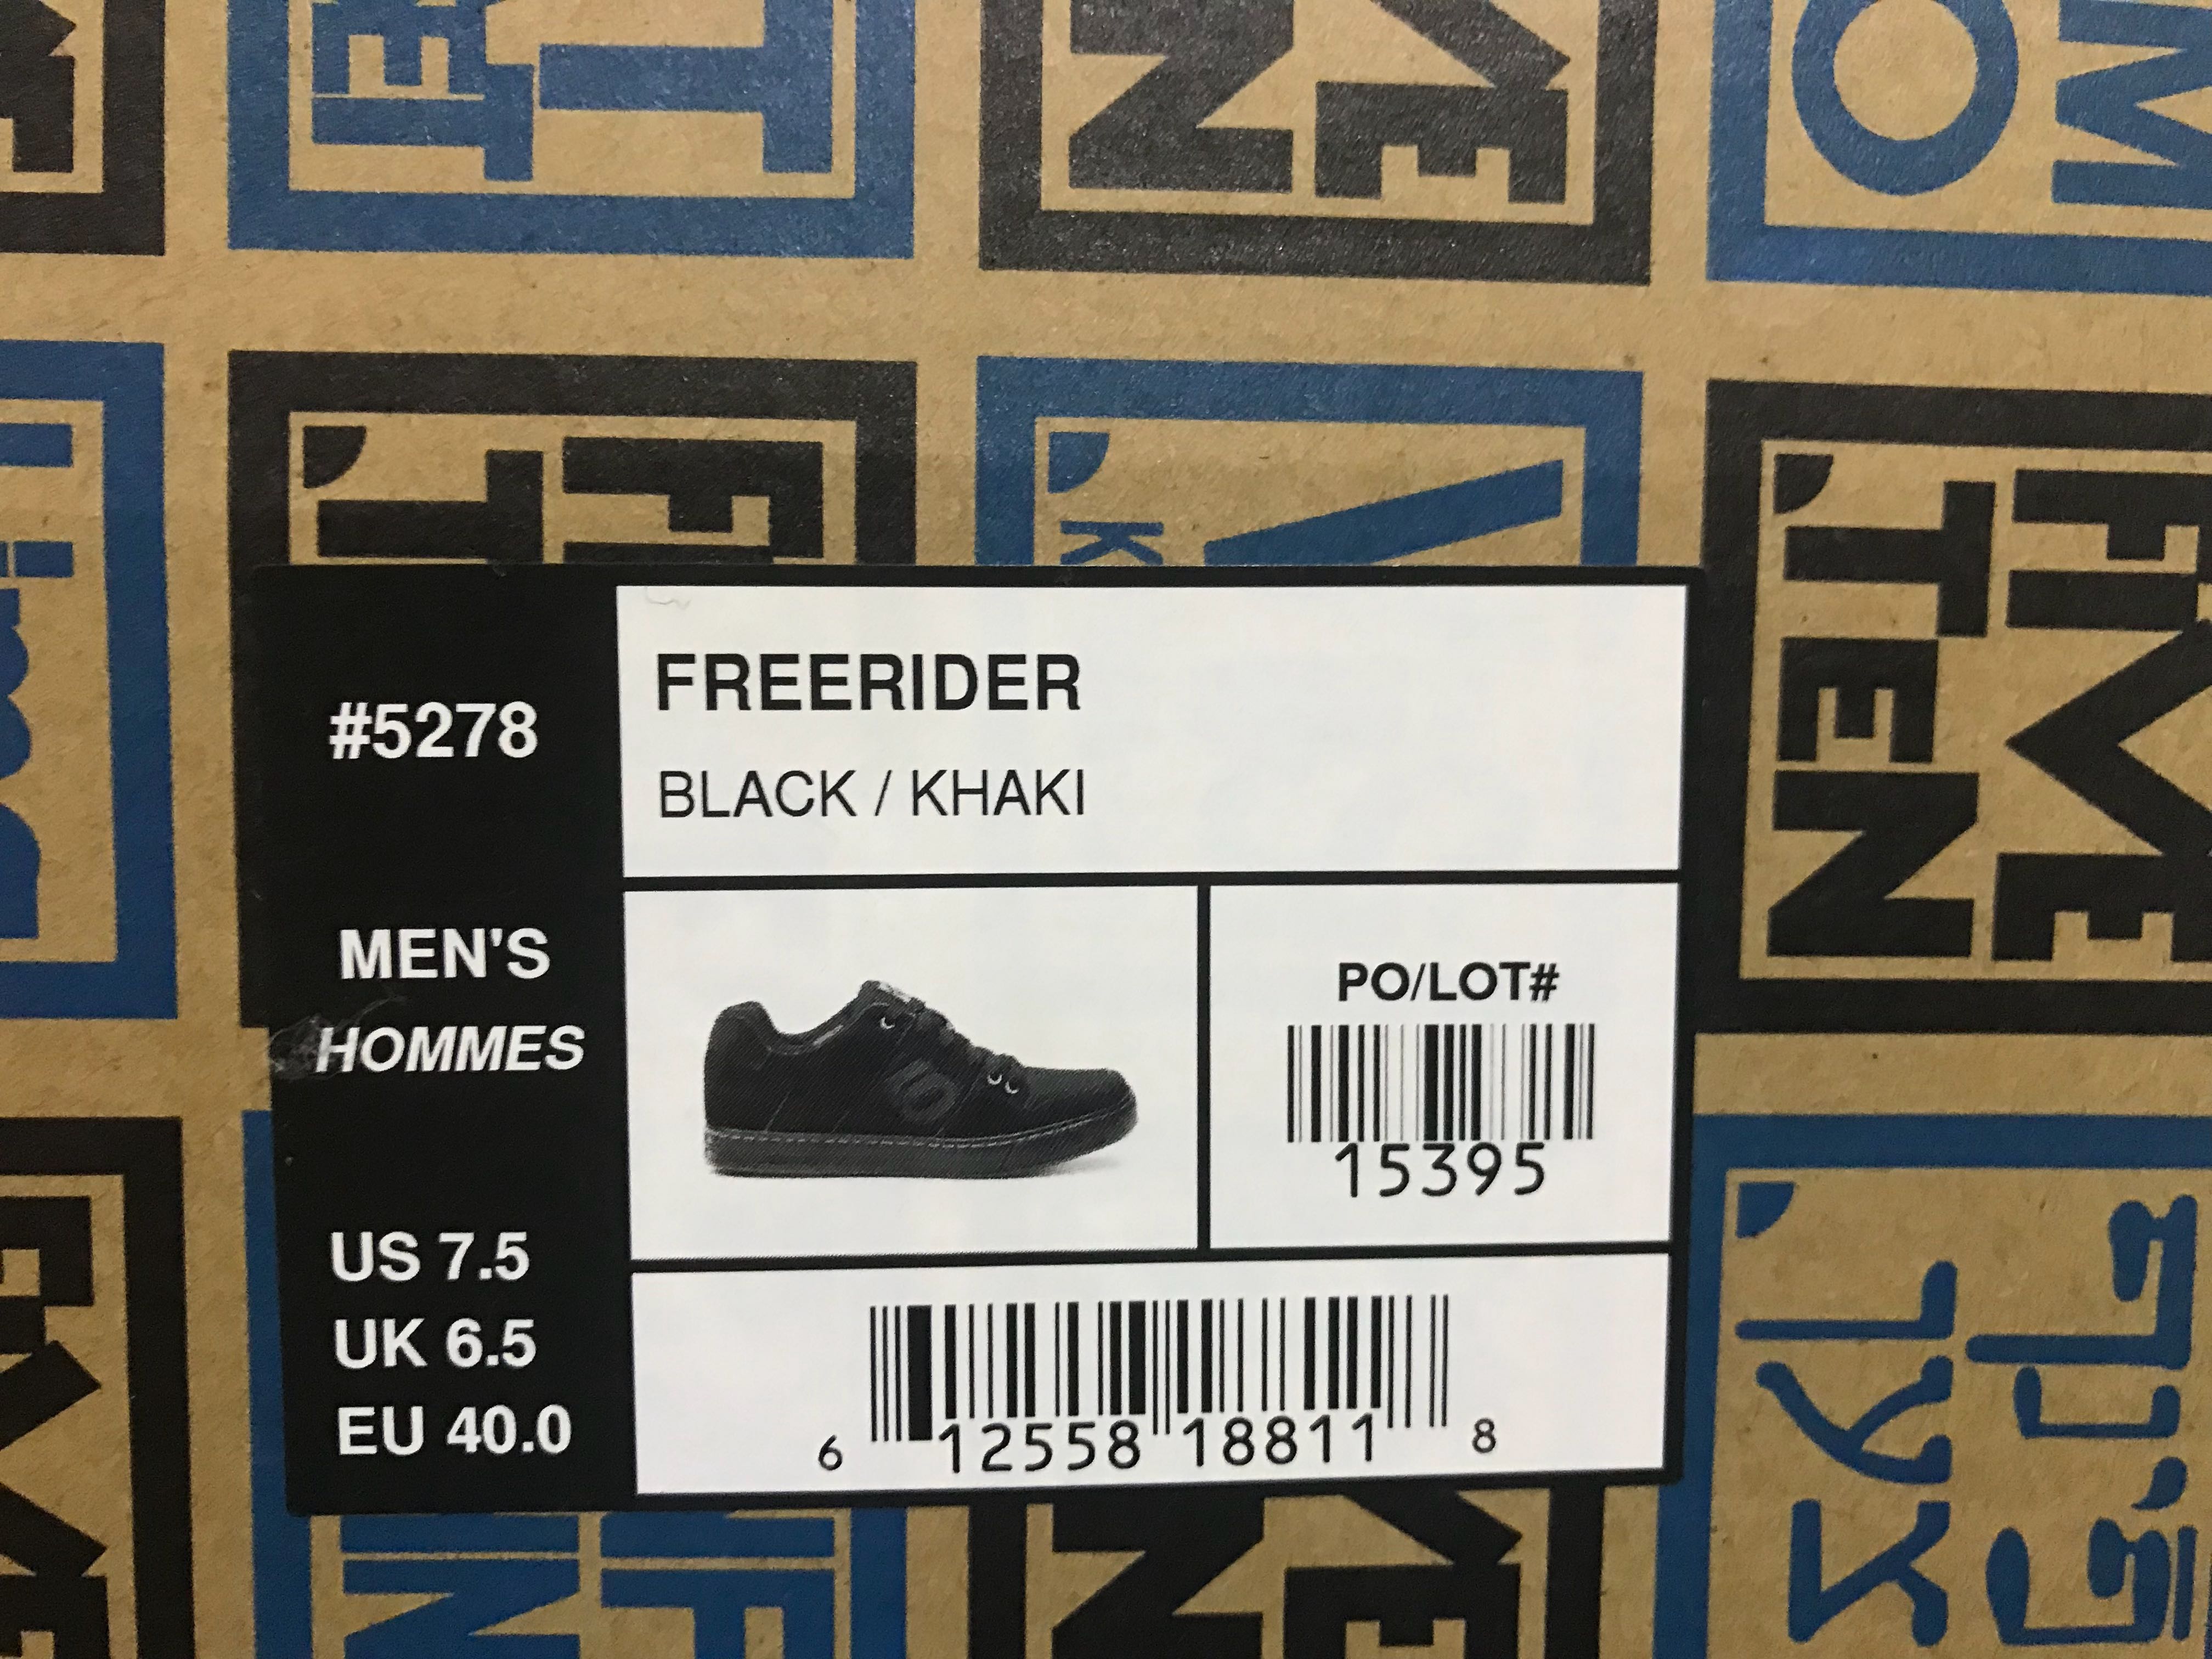 #5278
FREERIDER
BLACK / KHAKI
MEN'S
HOMMES
PO/LOT#
15395
US 7.5
UK 6.5
EU 40.0
6 12558 18811 8
FIVE
TEN